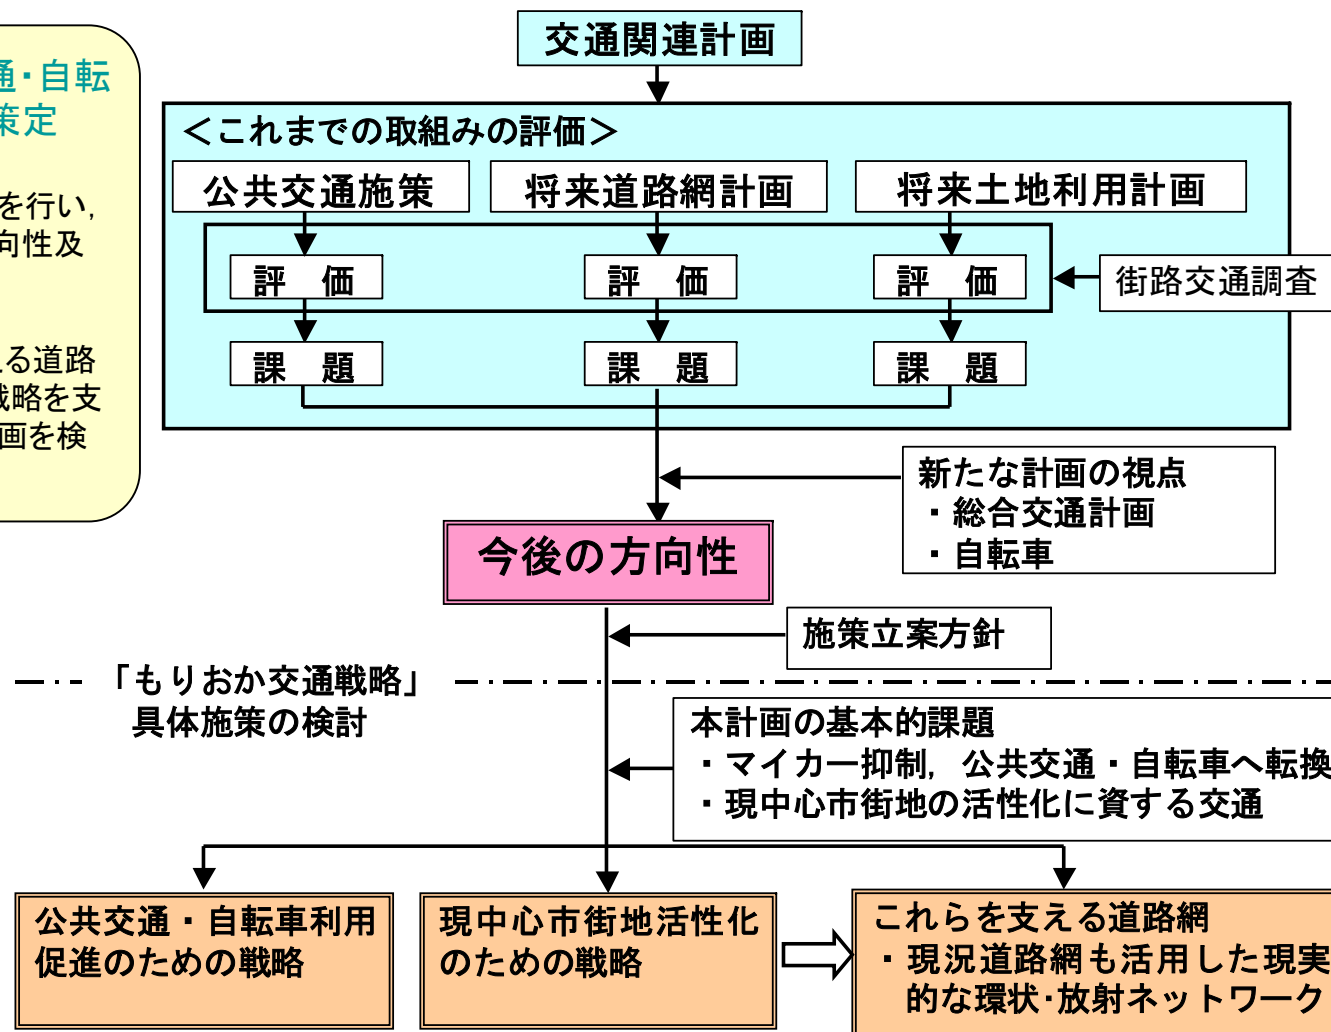 交通関連計画
通・自転
策定
を行い，
向性及
える道路
戦略を支
画を検
＜これまでの取組みの評価＞
公共交通施策
将来道路網計画
将来土地利用計画
評　価
評　価
評　価
街路交通調査
課　題
課　題
課　題
新たな計画の視点
・総合交通計画
・自転車
今後の方向性
施策立案方針
「もりおか交通戦略」
具体施策の検討
本計画の基本的課題
・マイカー抑制，公共交通・自転車へ転換
・現中心市街地の活性化に資する交通
公共交通・自転車利用
促進のための戦略
現中心市街地活性化
のための戦略
これらを支える道路網
・現況道路網も活用した現実
的な環状・放射ネットワーク